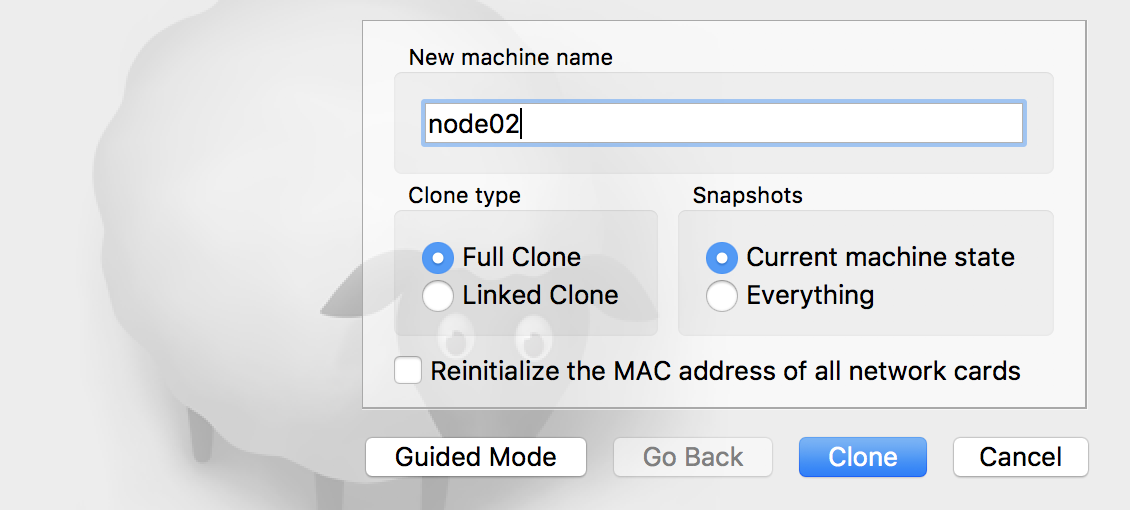 New machine name
node02
Clone type
Snapshots
Full Clone
Current machine state
Linked Clone
Everything
Reinitialize the MAC address of all network cards
Guided Mode
Go Back
Clone
Cancel